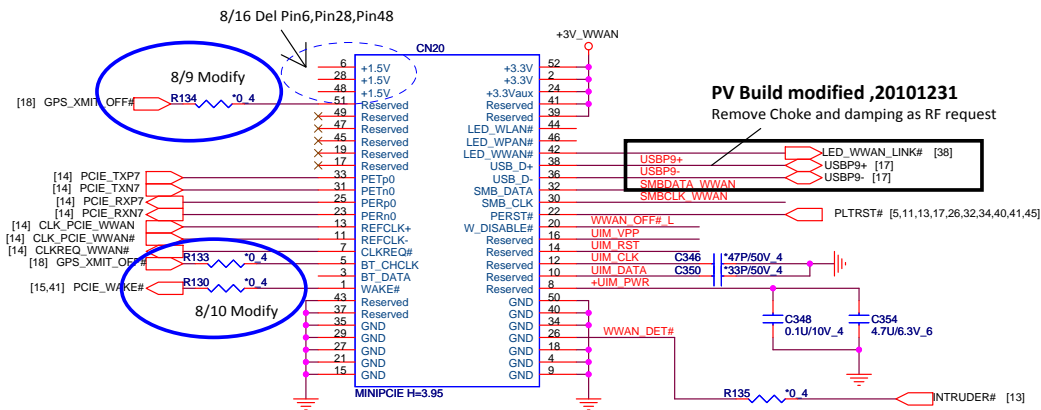 8/16 Del Pin6,Pin28,Pin48
+3V_WWAN
CN20
8/9 Modify
PV Build modified ,20101231
Remove Choke and damping as RF request
[18] GPS_XMIT_OFF#
R134
*0_4
6 +1.5V
28 +1.5V
48 +1.5V
51 Reserved
49 Reserved
47 Reserved
45 Reserved
19 Reserved
17 Reserved
33 PETp0
31 PETn0
25 PERp0
23 PERn0
13 REFCLK+
11 REFCLK-
7 CLKREQ#
5 BT_CHCLK
3 BT_DATA
1 WAKE#
43 Reserved
37 Reserved
35 GND
29 GND
27 GND
21 GND
15 GND
+3.3V 52
+3.3V 2
+3.3Vaux 24
Reserved 41
Reserved 39
LED_WLAN# 44
LED_WPAN# 46
LED_WWAN# 42
USB_D+ 38
USB_D- 36
SMB_DATA 32
SMB_CLK 30
PERST# 22
W_DISABLE# 20
Reserved 16
Reserved 14
Reserved 12
Reserved 10
Reserved 8
GND 50
GND 40
GND 34
GND 26
GND 18
GND 4
GND 9
MINIPCIE H=3.95
[14] PCIE_TXP7
[14] PCIE_TXN7
[14] PCIE_RXP7
[14] PCIE_RXN7
[14] CLK_PCIE_WWAN
[14] CLK_PCIE_WWAN#
[14] CLKREQ_WWAN#
[18] GPS_XMIT_OFF#
R133
*0_4
[15,41] PCIE_WAKE#
R130
*0_4
8/10 Modify
LED_WWAN_LINK# [38]
USBP9+
USBP9+ [17]
USBP9-
USBP9- [17]
SMBDATA_WWAN
SMBCLK_WWAN
PLTRST# [5,11,13,17,26,32,34,40,41,45]
WWAN_OFF#_L
UIM_VPP
UIM_RST
UIM_CLK
C346
*47P/50V_4
UIM_DATA
C350
*33P/50V_4
+UIM_PWR
C348
0.1U/10V_4
C354
4.7U/6.3V_6
WWAN_DET#
R135
*0_4
INTRUDER# [13]